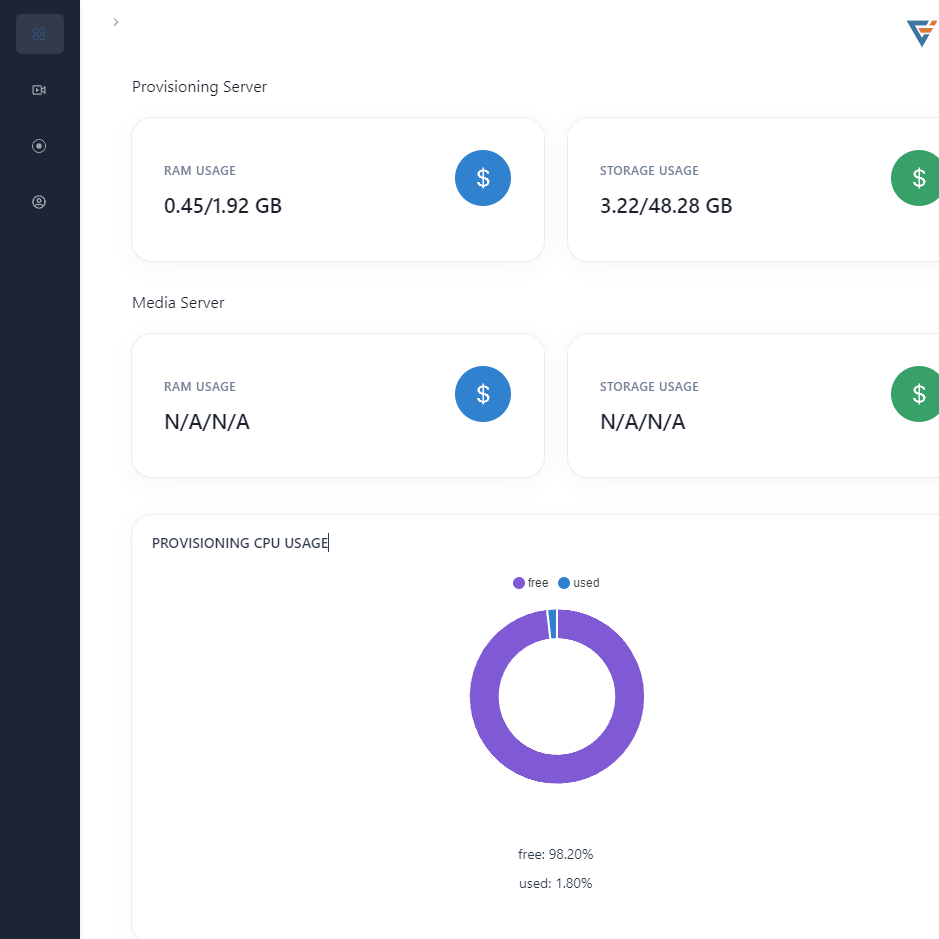 Provisioning Server
RAM USAGE
0.45/1.92 GB
$
STORAGE USAGE
3.22/48.28 GB
$
Media Server
RAM USAGE
N/A/N/A
$
STORAGE USAGE
N/A/N/A
$
PROVISIONING CPU USAGE
free used
free: 98.20%
used: 1.80%